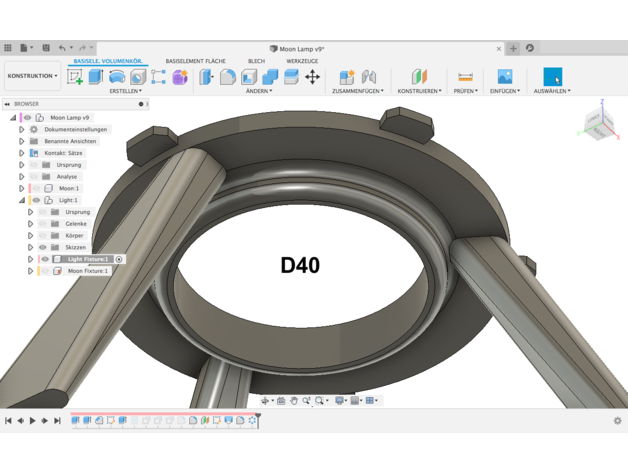 Moon Lamp v9*
KONSTRUKTION
BASISELE. VOLUMENKÖR.
BASISELEMENT FLÄCHE
BLECH
WERKZEUGE
ERSTELLEN
ÄNDERN
ZUSAMMENFÜGEN
KONSTRUIEREN
PRÜFEN
EINFÜGEN
AUSWÄHLEN
BROWSER
Moon Lamp v9
Dokumenteinstellungen
Benannte Ansichten
Kontakt: Sätze
Ursprung
Analyse
Moon:1
Light:1
Ursprung
Gelenke
Körper
Skizzen
Light Fixture:1
Moon Fixture:1
D40
Z